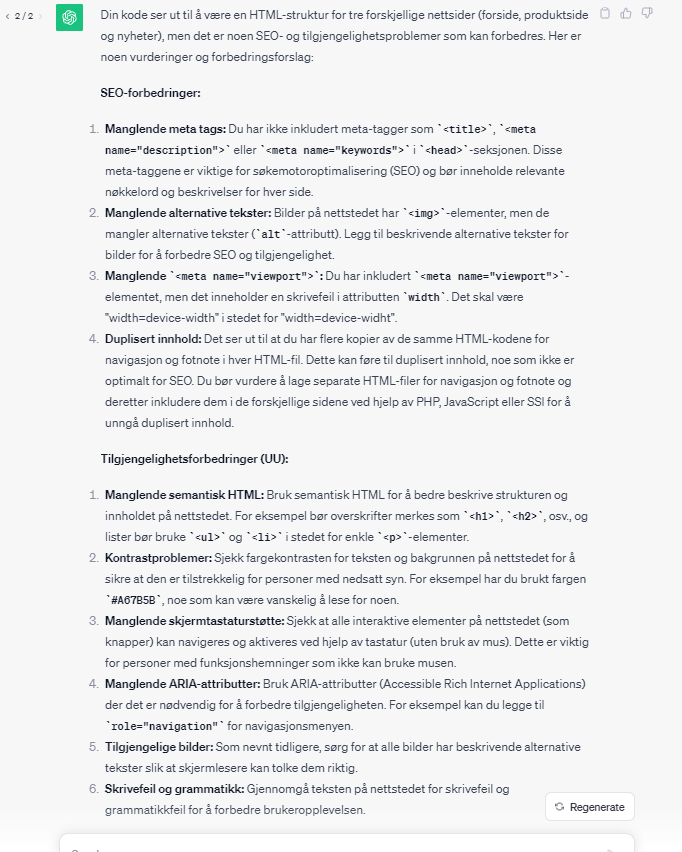 2 / 2
Din kode ser ut til å være en HTML-struktur for tre forskjellige nettsider (forside, produktside
og nyheter), men det er noen SEO- og tilgjengelighetsproblemer som kan forbedres. Her er
noen vurderinger og forbedringsforslag:
SEO-forbedringer:
1. Manglende meta tags: Du har ikke inkludert meta-tagger som `<title>`, `<meta
name="description">` eller `<meta name="keywords">` i `<head>`-seksjonen. Disse
meta-taggene er viktige for søkemotoroptimalisering (SEO) og bør inneholde relevante
nøkkelord og beskrivelser for hver side.
2. Manglende alternative tekster: Bilder på nettstedet har `<img>`-elementer, men de
mangler alternative tekster (`alt`-attributt). Legg til beskrivende alternative tekster for
bilder for å forbedre SEO og tilgjengelighet.
3. Manglende `<meta name="viewport">`: Du har inkludert `<meta name="viewport">`-
elementet, men det inneholder en skrivefeil i attributten `width`. Det skal være
"width=device-width" i stedet for "width=device-widht".
4. Duplisert innhold: Det ser ut til at du har flere kopier av de samme HTML-kodene for
navigasjon og fotnote i hver HTML-fil. Dette kan føre til duplisert innhold, noe som ikke er
optimalt for SEO. Du bør vurdere å lage separate HTML-filer for navigasjon og fotnote og
deretter inkludere dem i de forskjellige sidene ved hjelp av PHP, JavaScript eller SSI for å
unngå duplisert innhold.
Tilgjengelighetsforbedringer (UU):
1. Manglende semantisk HTML: Bruk semantisk HTML for å bedre beskrive strukturen og
innholdet på nettstedet. For eksempel bør overskrifter merkes som `<h1>`, `<h2>`, osv., og
lister bør bruke `<ul>` og `<li>` i stedet for enkle `<p>`-elementer.
2. Kontrastproblemer: Sjekk fargekontrasten for teksten og bakgrunnen på nettstedet for å
sikre at den er tilstrekkelig for personer med nedsatt syn. For eksempel har du brukt fargen
`#A67B5B`, noe som kan være vanskelig å lese for noen.
3. Manglende skjermtastaturstøtte: Sjekk at alle interaktive elementer på nettstedet (som
knapper) kan navigeres og aktiveres ved hjelp av tastatur (uten bruk av mus). Dette er viktig
for personer med funksjonshemninger som ikke kan bruke musen.
4. Manglende ARIA-attributter: Bruk ARIA-attributter (Accessible Rich Internet Applications)
der det er nødvendig for å forbedre tilgjengeligheten. For eksempel kan du legge til
`role="navigation"` for navigasjonsmenyen.
5. Tilgjengelige bilder: Som nevnt tidligere, sørg for at alle bilder har beskrivende alternative
tekster slik at skjermlesere kan tolke dem riktig.
6. Skrivefeil og grammatikk: Gjennomgå teksten på nettstedet for skrivefeil og
grammatikkfeil for å forbedre brukeropplevelsen.
Regenerate